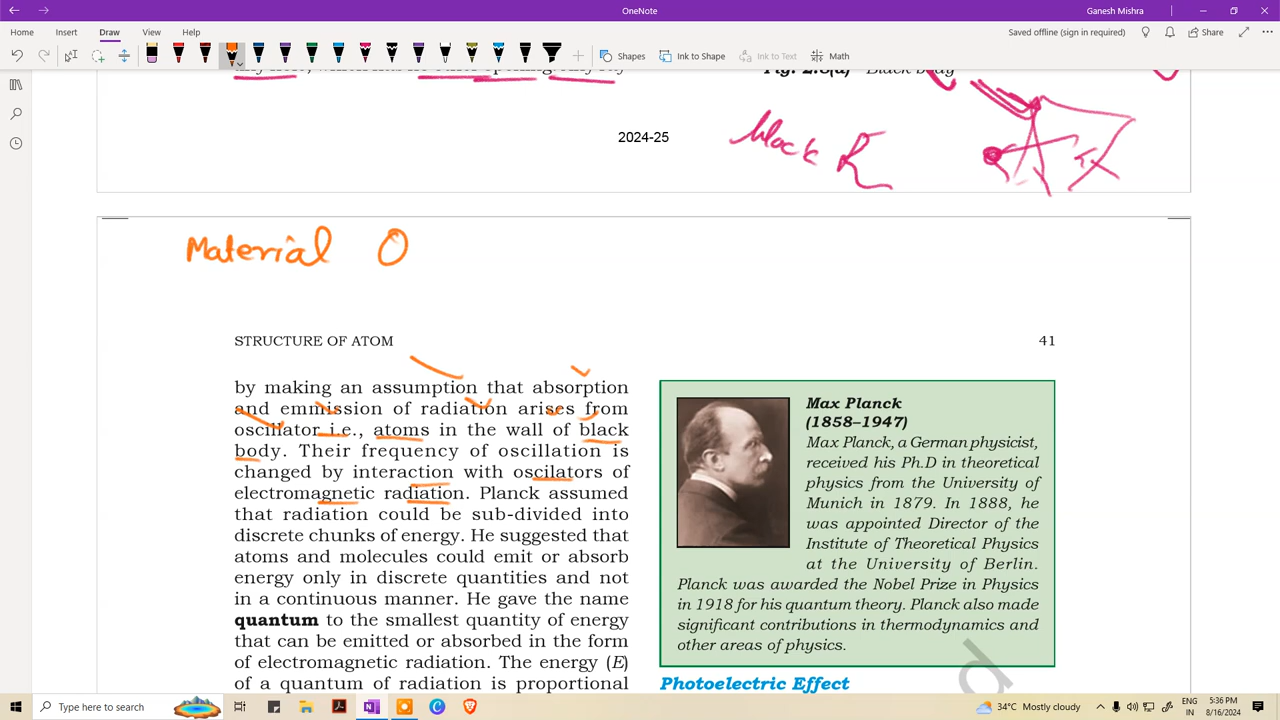 OneNote
Ganesh Mishra
Home Insert Draw View Help
Saved offline (sign in required)
Share
Shapes
Ink to Shape
Ink to Text
Math
2024-25
Material O
STRUCTURE OF ATOM
41
by making an assumption that absorption
and emmission of radiation arises from
oscillator i.e., atoms in the wall of black
body. Their frequency of oscillation is
changed by interaction with oscilators of
electromagnetic radiation. Planck assumed
that radiation could be sub-divided into
discrete chunks of energy. He suggested that
atoms and molecules could emit or absorb
energy only in discrete quantities and not
in a continuous manner. He gave the name
quantum to the smallest quantity of energy
that can be emitted or absorbed in the form
of electromagnetic radiation. The energy (E)
of a quantum of radiation is proportional
Max Planck
(1858–1947)
Max Planck, a German physicist,
received his Ph.D in theoretical
physics from the University of
Munich in 1879. In 1888, he
was appointed Director of the
Institute of Theoretical Physics
at the University of Berlin.
Planck was awarded the Nobel Prize in Physics
in 1918 for his quantum theory. Planck also made
significant contributions in thermodynamics and
other areas of physics.
Photoelectric Effect
d
Type here to search
34°C Mostly cloudy
ENG
IN
5:36 PM
8/16/2024